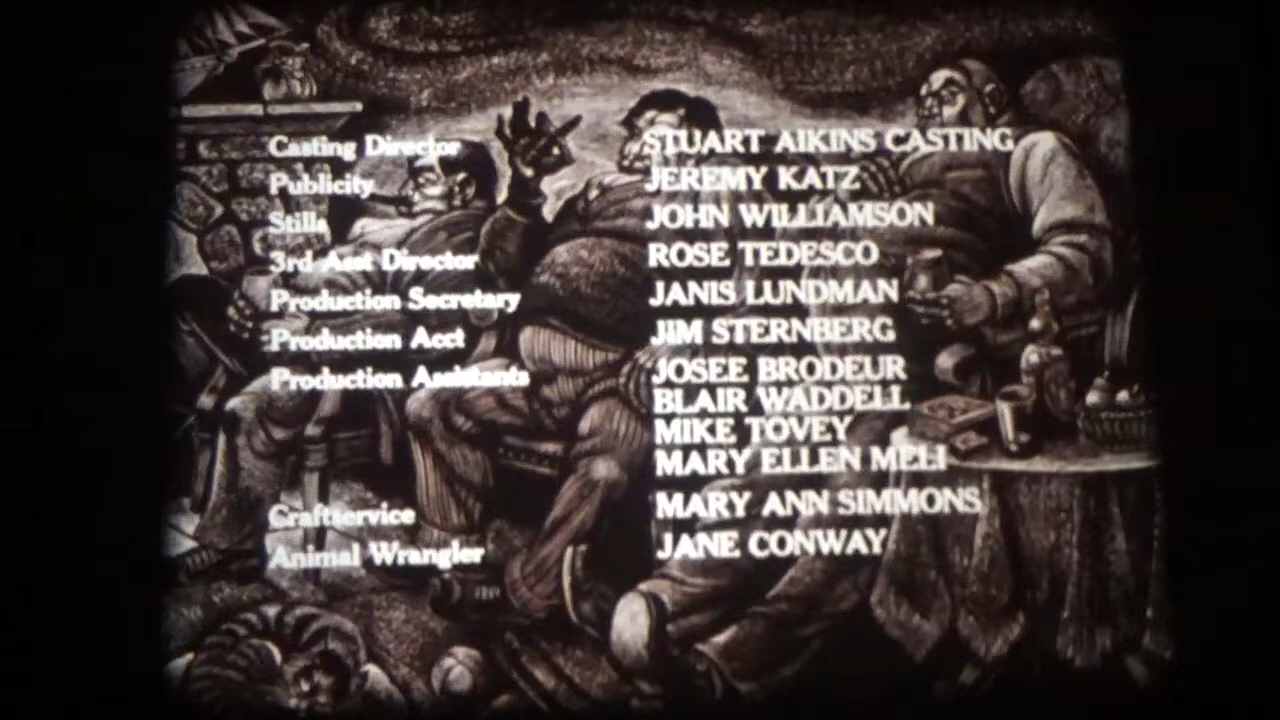 Casting Director STUART AIKINS CASTING
Publicity JEREMY KATZ
Stills JOHN WILLIAMSON
3rd Asst Director ROSE TEDESCO
Production Secretary JANIS LUNDMAN
Production Acct JIM STERNBERG
Production Assistants JOSEE BRODEUR
BLAIR WADDELL
MIKE TOVEY
MARY ELLEN MELI
Craftservice MARY ANN SIMMONS
Animal Wrangler JANE CONWAY